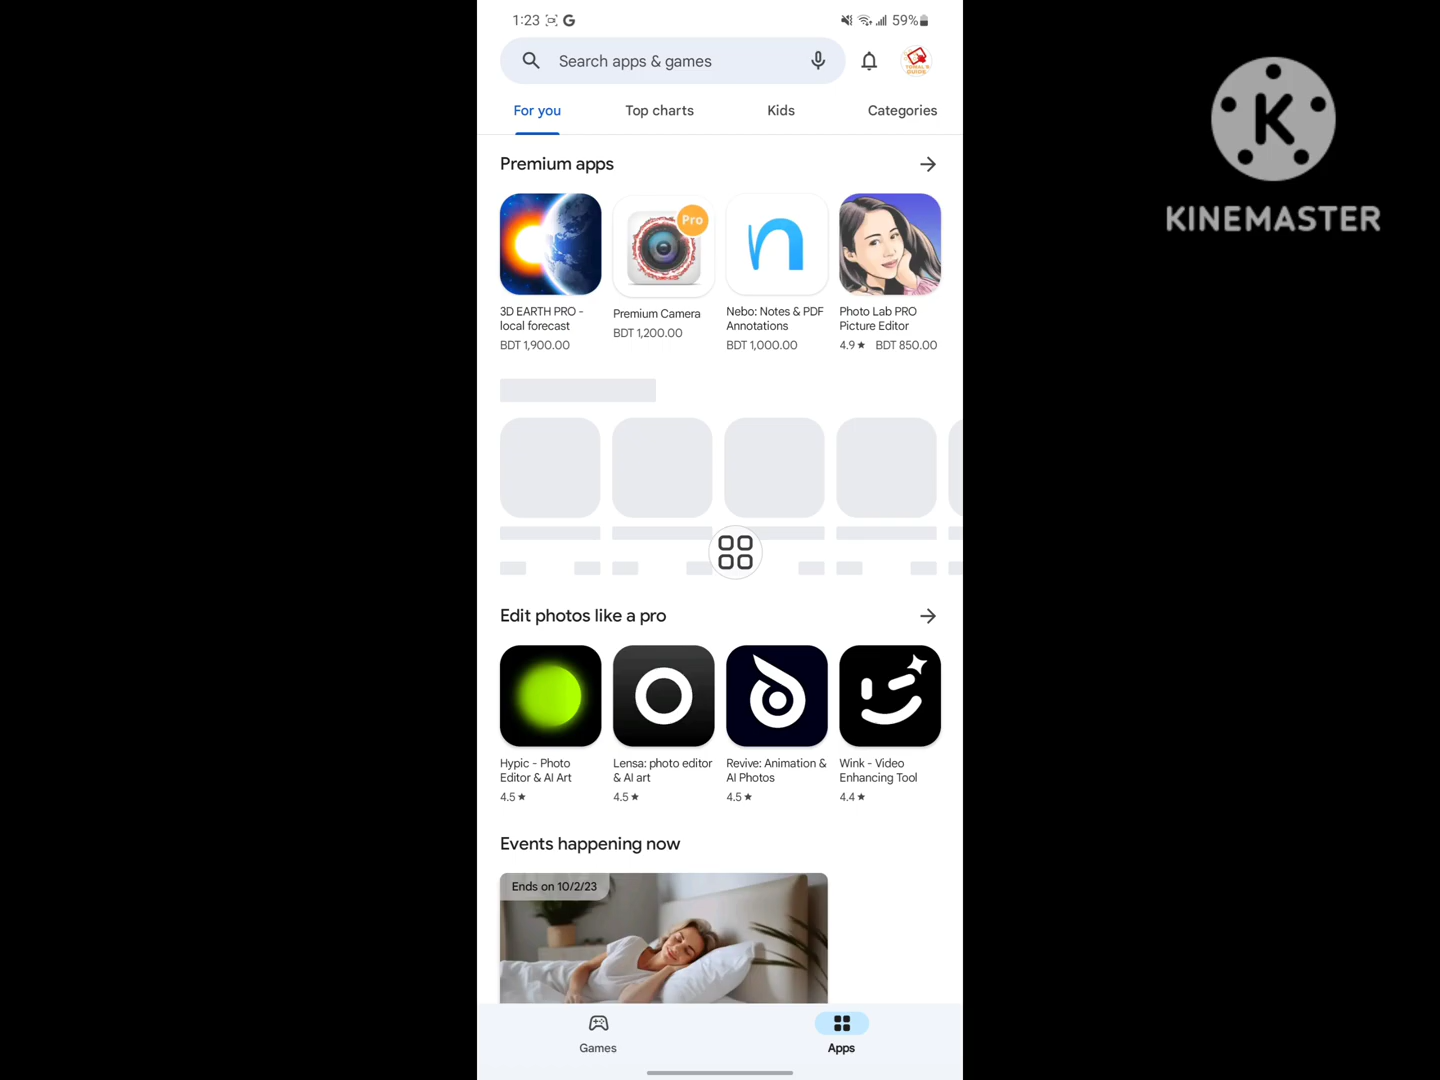 1:23 59%
Search apps & games
TOMAL'S
GUIDE
For you Top charts Kids Categories
Premium apps
Pro
3D EARTH PRO - local forecast
BDT 1,900.00
Premium Camera
BDT 1,200.00
Nebo: Notes & PDF Annotations
BDT 1,000.00
Photo Lab PRO Picture Editor
4.9★ BDT 850.00
Edit photos like a pro
Hypic - Photo Editor & AI Art
4.5★
Lensa: photo editor & AI art
4.5★
Revive: Animation & AI Photos
4.5★
Wink - Video Enhancing Tool
4.4★
Events happening now
Ends on 10/2/23
Games Apps
K
KINEMASTER